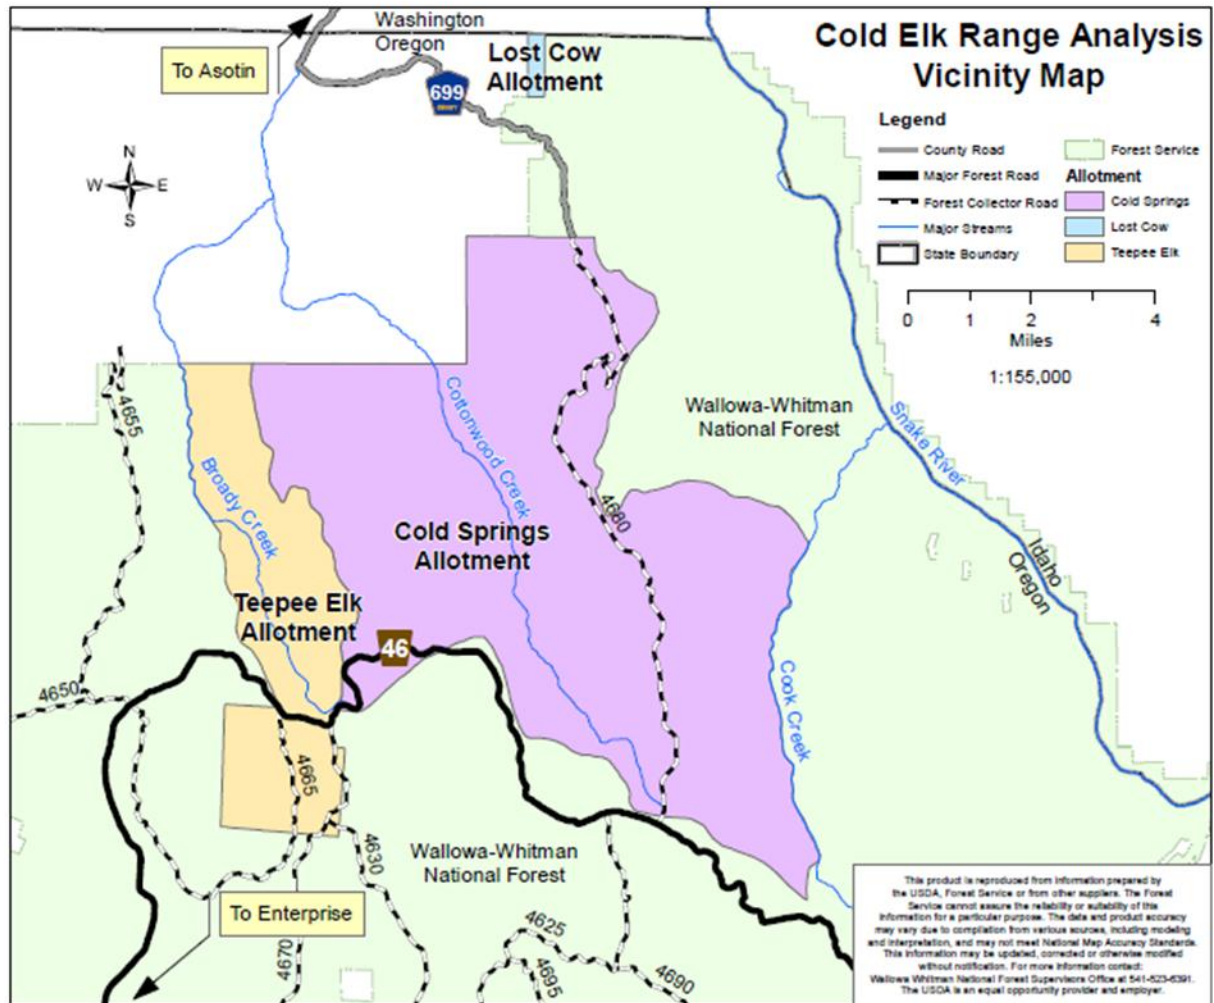 Washington
Oregon
To Asotin
Lost Cow
Allotment
699
Cold Elk Range Analysis
Vicinity Map
Legend
County Road
Major Forest Road
Forest Collector Road
Major Streams
State Boundary
Forest Service
Allotment
Cold Springs
Lost Cow
Teepee Elk
0 1 2 4
Miles
1:155,000
N
W E
S
4655
Broady Creek
Cottonwood Creek
Wallowa-Whitman
National Forest
Snake River
4680
Cold Springs
Allotment
Idaho
Oregon
Teepee Elk
Allotment
46
4650
Cook Creek
4665
4630
Wallowa-Whitman
National Forest
To Enterprise
4670
4625
4695
4690
This product is reproduced from information prepared by
the USDA, Forest Service or from other suppliers. The Forest
Service cannot assure the reliability or suitability of this
information for a particular purpose. The data and product accuracy
may vary due to compilation from various sources, including modeling
and interpretation, and may not meet National Map Accuracy Standards.
This information may be updated, corrected or otherwise modified
without notification. For more information contact:
Wallowa Whitman National Forest Supervisors Office at 541-523-6391.
The USDA is an equal opportunity provider and employer.